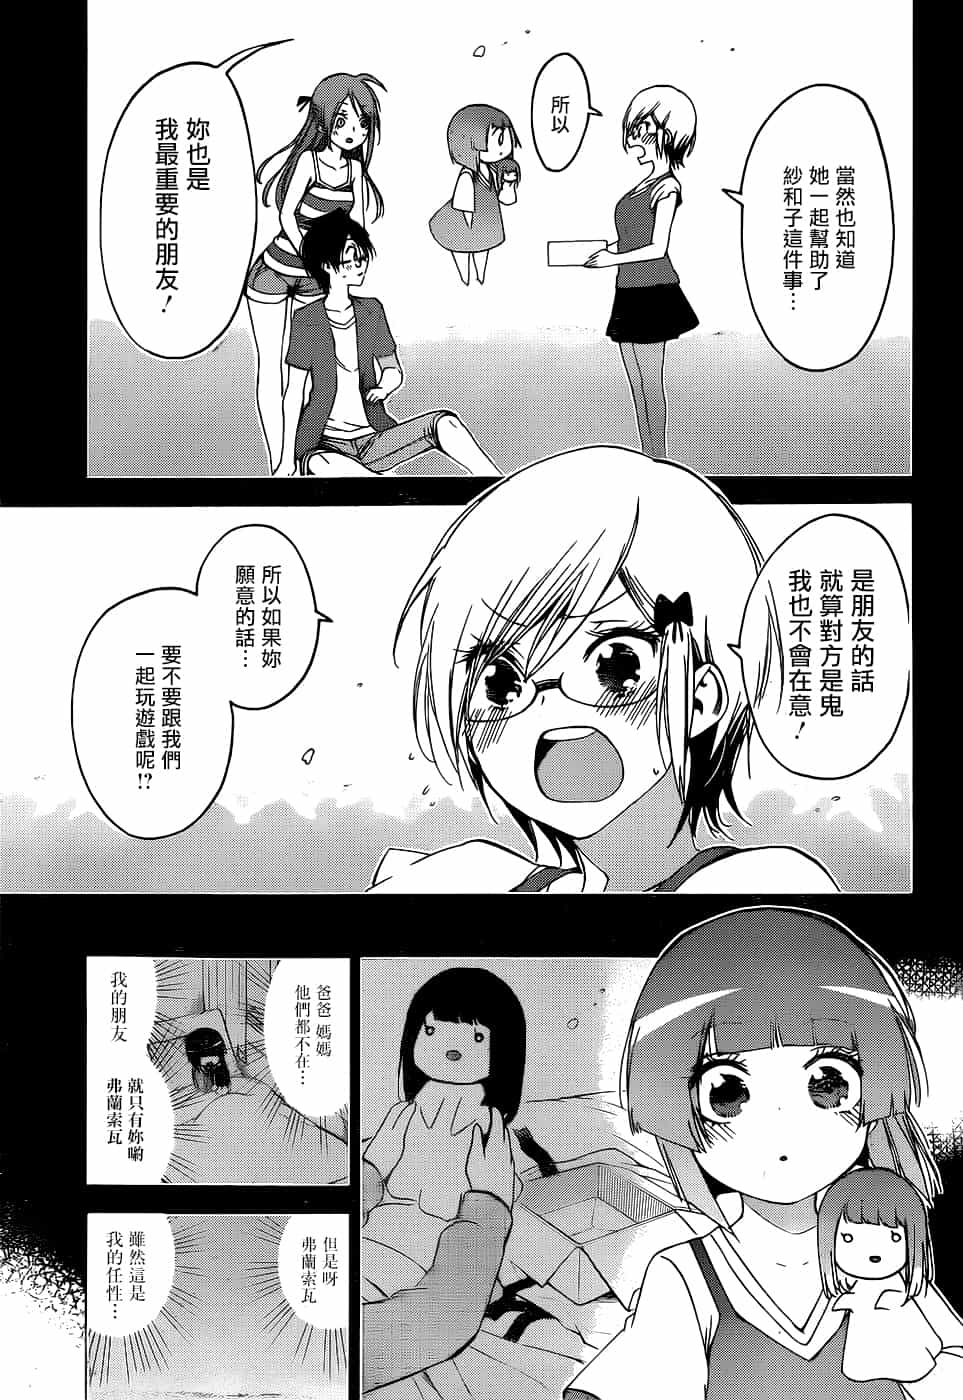 當然也知道
她一起幫助了
紗和子這件事…
所以
妳也是
我最重要的朋友！
是朋友的話
就算對方是鬼
我也不會在意！
所以如果妳
願意的話…
要不要跟我們
一起玩遊戲呢!?
爸爸 媽媽
他們都不在…
我的朋友
就只有妳喲
弗蘭索瓦
但是呀
弗蘭索瓦
雖然這是
我的任性…